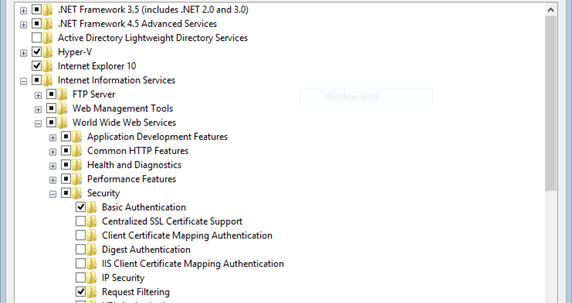 .NET Framework 3.5 (includes .NET 2.0 and 3.0)
.NET Framework 4.5 Advanced Services
Active Directory Lightweight Directory Services
Hyper-V
Internet Explorer 10
Internet Information Services
FTP Server
Window Snip
Web Management Tools
World Wide Web Services
Application Development Features
Common HTTP Features
Health and Diagnostics
Performance Features
Security
Basic Authentication
Centralized SSL Certificate Support
Client Certificate Mapping Authentication
Digest Authentication
IIS Client Certificate Mapping Authentication
IP Security
Request Filtering